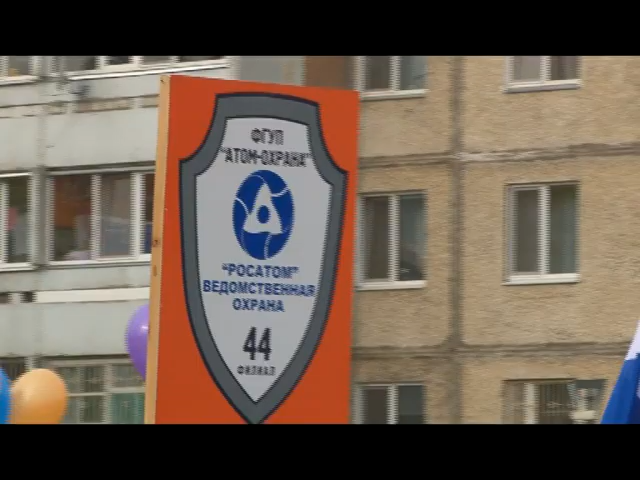 ФГУП
"АТОМ-ОХРАНА"
"РОСАТОМ"
ВЕДОМСТВЕННАЯ
ОХРАНА
44
ФИЛИАЛ